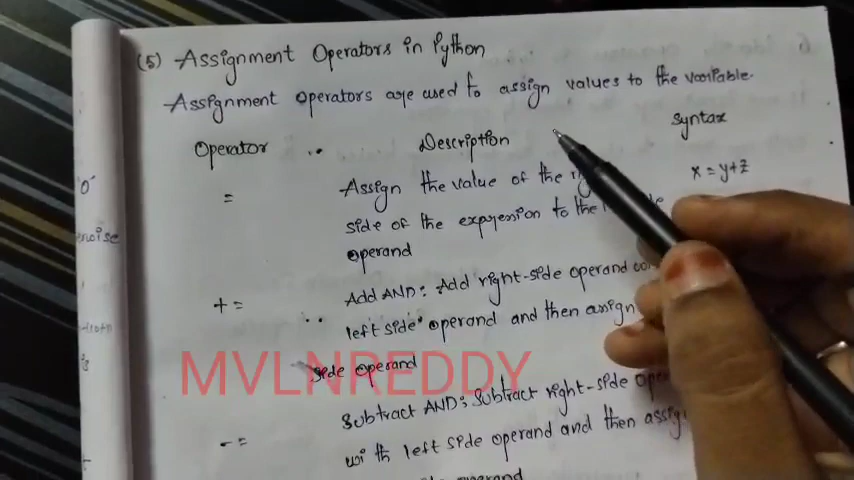 (5) Assignment Operators in Python
Assignment operators are used to assign values to the variable.
Operator Description Syntax
= Assign the value of the x = y+z
side of the expression to the
operand
+= Add AND: Add right-side operand
left side operand and then assign
side operand
MVLNREDDY
-= Subtract AND; Subtract right-side
with left side operand and then
operand